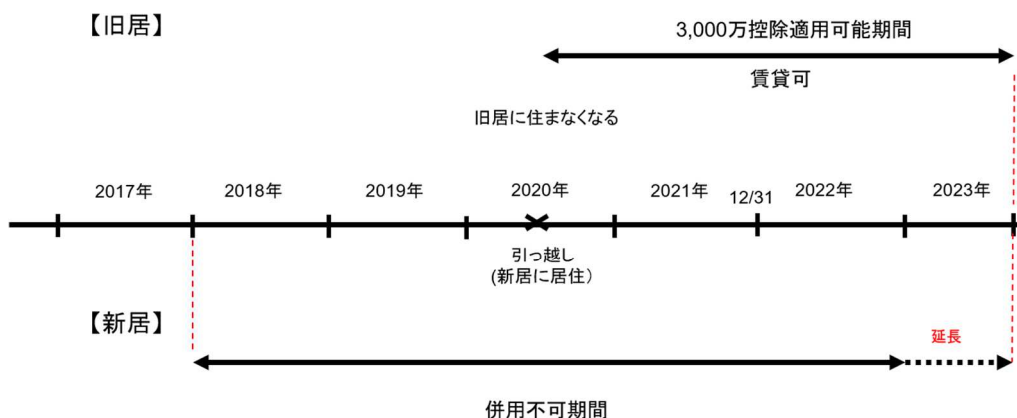 【旧居】
3,000万控除適用可能期間
賃貸可
旧居に住まなくなる
2017年
2018年
2019年
2020年
2021年
12/31
2022年
2023年
引っ越し
(新居に居住)
【新居】
延長
併用不可期間